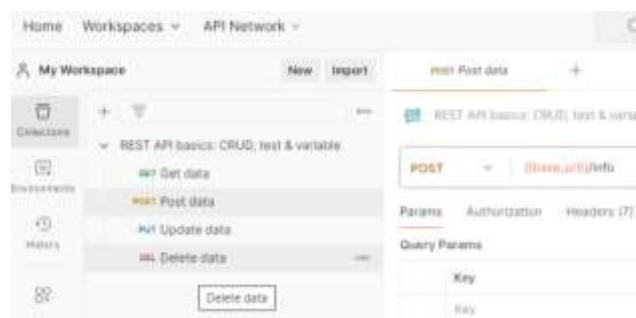 Home Workspaces API Network
My Workspace New Import
POST Post data
Collections
REST API basics: CRUD, test & variable
REST API basics: CRUD, test & varia
GET Get data
Environments
POST Post data
POST {{base_url}}/info
PUT Update data
History
Params Authorization Headers (7)
DEL Delete data
Query Params
Delete data
Key
Key